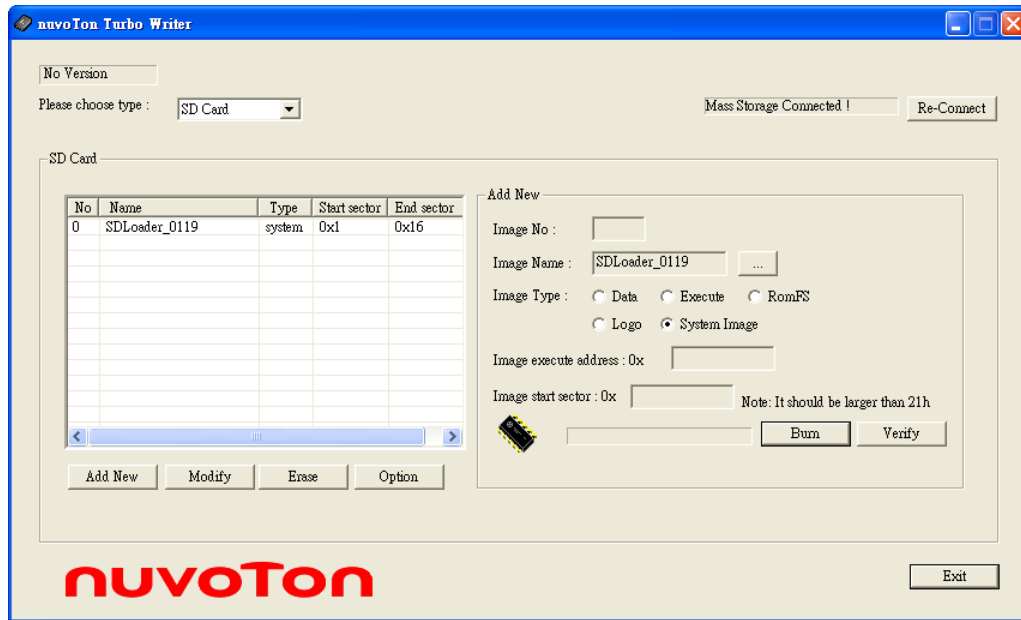 nuvoTon Turbo Writer
No Version
Please choose type :
SD Card
Mass Storage Connected !
Re-Connect
SD Card
No Name Type Start sector End sector
0 SDLoader_0119 system 0x1 0x16
Add New Modify Erase Option
Add New
Image No :
Image Name : SDLoader_0119 ...
Image Type : Data Execute RomFS
Logo System Image
Image execute address : 0x
Image start sector : 0x Note: It should be larger than 21h
Burn Verify
nuvoTon
Exit